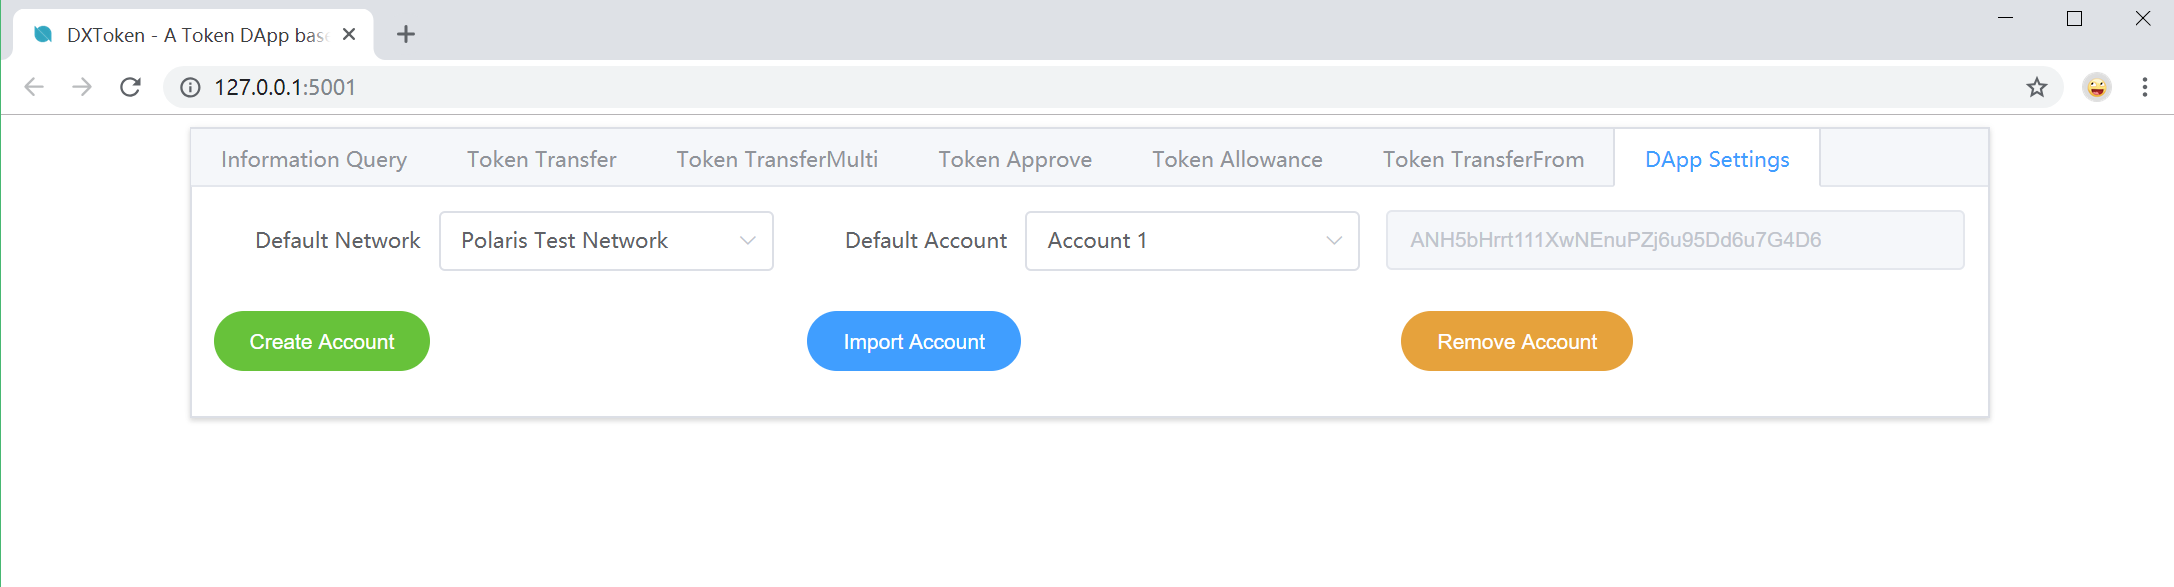 DXToken - A Token DApp bas
127.0.0.1:5001
Information Query Token Transfer Token TransferMulti Token Approve Token Allowance Token TransferFrom DApp Settings
Default Network Polaris Test Network Default Account Account 1 ANH5bHrrt111XwNEnuPZj6u95Dd6u7G4D6
Create Account Import Account Remove Account